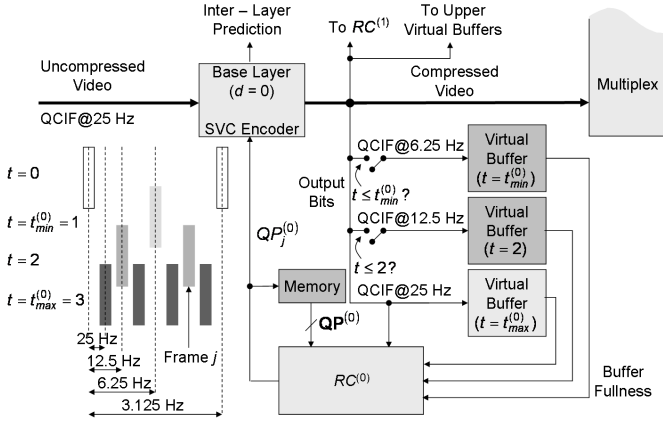 Inter – Layer
Prediction
To RC(1)
To Upper
Virtual Buffers
Uncompressed
Video
QCIF@25 Hz
Base Layer
(d = 0)
SVC Encoder
Compressed
Video
Multiplex
t = 0
t = t(0)min = 1
t = 2
t = t(0)max = 3
25 Hz
12.5 Hz
6.25 Hz
3.125 Hz
Frame j
QPj(0)
Output
Bits
QCIF@6.25 Hz
t ≤ t(0)min ?
Virtual
Buffer
(t = t(0)min)
QCIF@12.5 Hz
t ≤ 2?
Virtual
Buffer
(t = 2)
QCIF@25 Hz
Virtual
Buffer
(t = t(0)max)
Memory
QP(0)
RC(0)
Buffer
Fullness